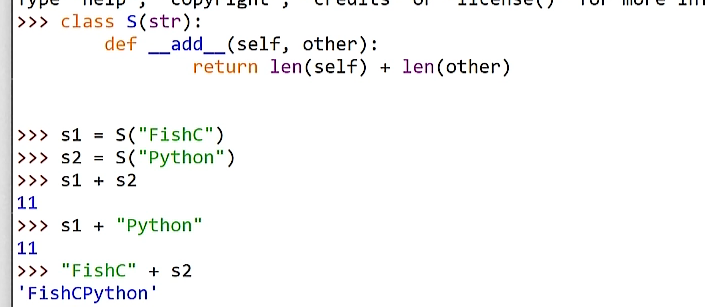 Type "help", "copyright", "credits" or "license()" for more in
>>> class S(str):
        def __add__(self, other):
                return len(self) + len(other)
>>> s1 = S("FishC")
>>> s2 = S("Python")
>>> s1 + s2
11
>>> s1 + "Python"
11
>>> "FishC" + s2
'FishCPython'